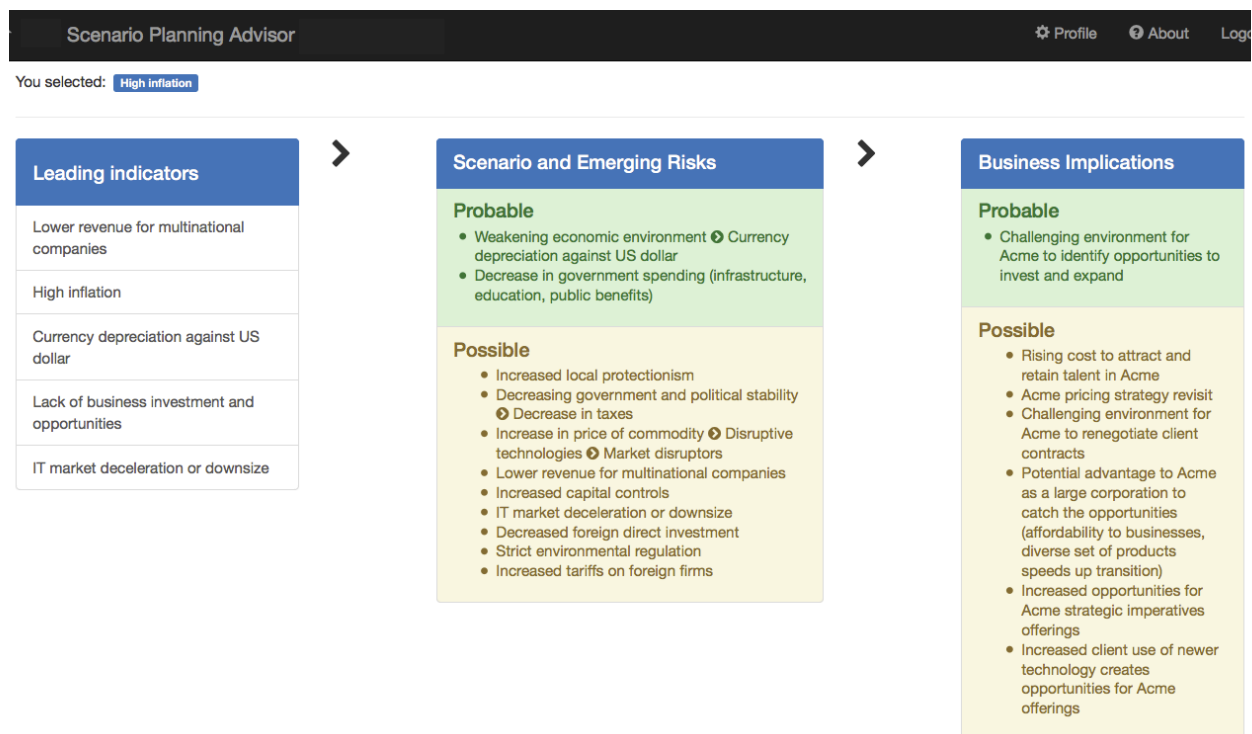 Scenario Planning Advisor
Profile
About
You selected: High inflation
Leading indicators
Lower revenue for multinational
companies
High inflation
Currency depreciation against US
dollar
Lack of business investment and
opportunities
IT market deceleration or downsize
Scenario and Emerging Risks
Probable
Weakening economic environment Currency
depreciation against US dollar
Decrease in government spending (infrastructure,
education, public benefits)
Possible
Increased local protectionism
Decreasing government and political stability
Decrease in taxes
Increase in price of commodity Disruptive
technologies Market disruptors
Lower revenue for multinational companies
Increased capital controls
IT market deceleration or downsize
Decreased foreign direct investment
Strict environmental regulation
Increased tariffs on foreign firms
Business Implications
Probable
Challenging environment for
Acme to identify opportunities to
invest and expand
Possible
Rising cost to attract and
retain talent in Acme
Acme pricing strategy revisit
Challenging environment for
Acme to renegotiate client
contracts
Potential advantage to Acme
as a large corporation to
catch the opportunities
(affordability to businesses,
diverse set of products
speeds up transition)
Increased opportunities for
Acme strategic imperatives
offerings
Increased client use of newer
technology creates
opportunities for Acme
offerings